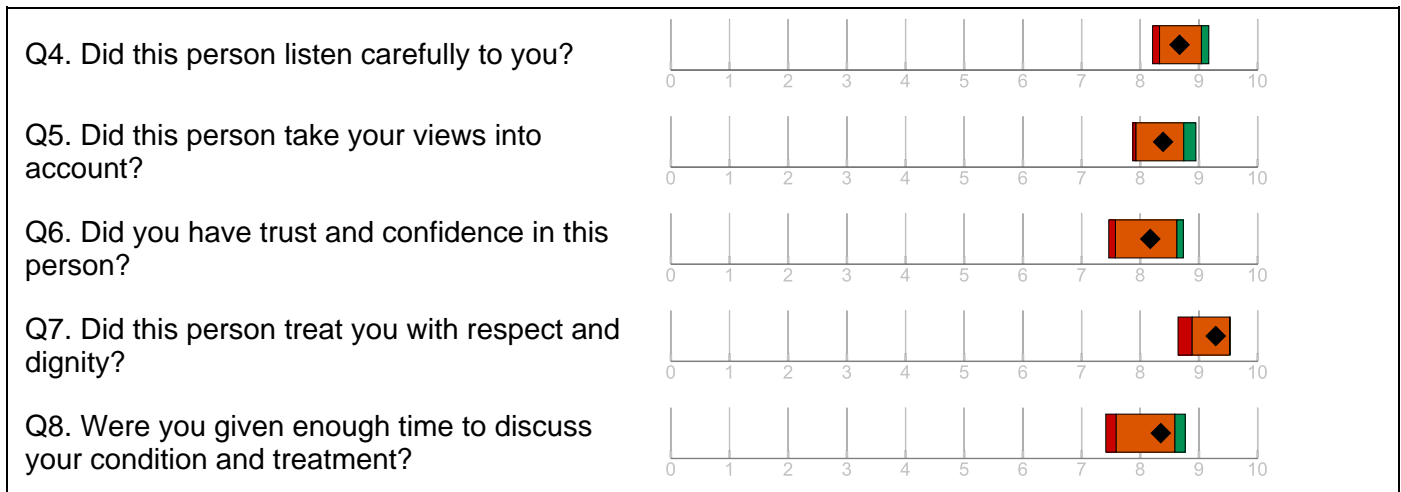 Q4. Did this person listen carefully to you?
0 1 2 3 4 5 6 7 8 9 10
Q5. Did this person take your views into
account?
0 1 2 3 4 5 6 7 8 9 10
Q6. Did you have trust and confidence in this
person?
0 1 2 3 4 5 6 7 8 9 10
Q7. Did this person treat you with respect and
dignity?
0 1 2 3 4 5 6 7 8 9 10
Q8. Were you given enough time to discuss
your condition and treatment?
0 1 2 3 4 5 6 7 8 9 10